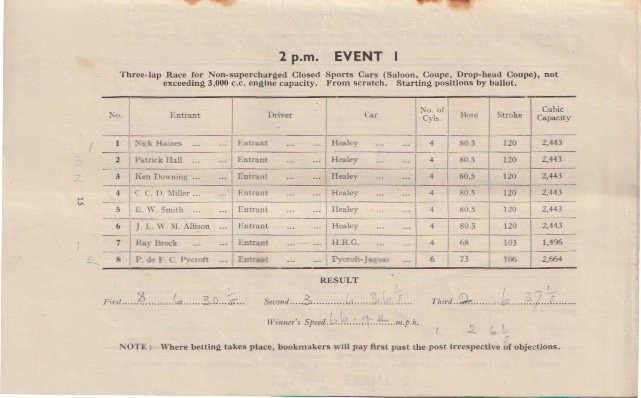 2 p.m. EVENT 1
Three-lap Race for Non-supercharged Closed Sports Cars (Saloon, Coupe, Drop-head Coupe), not
exceeding 3,000 c.c. engine capacity. From scratch. Starting positions by ballot.
No. Entrant Driver Car No. of Cyls. Bore Stroke Cubic Capacity
1 Nick Haines ... ... Entrant ... ... Healey ... ... 4 80.5 120 2,443
2 Patrick Hall ... ... Entrant ... ... Healey ... ... 4 80.5 120 2,443
3 Ken Downing ... ... Entrant ... ... Healey ... ... 4 80.5 120 2,443
4 C. C. D. Miller ... ... Entrant ... ... Healey ... ... 4 80.5 120 2,443
5 E. W. Smith ... ... Entrant ... ... Healey ... ... 4 80.5 120 2,443
6 J. L. W. M. Allison ... Entrant ... ... Healey ... ... 4 80.5 120 2,443
7 Ray Brock ... ... Entrant ... ... H.R.G. ... ... 4 68 103 1,496
8 P. de F. C. Pycroft ... Entrant ... ... Pycroft-Jaguar ... 6 73 106 2,664
15
RESULT
First 8 6 30 Second 3 6 36 Third 2 6 37
Winner's Speed 66. m.p.h.
NOTE: Where betting takes place, bookmakers will pay first past the post irrespective of objections.